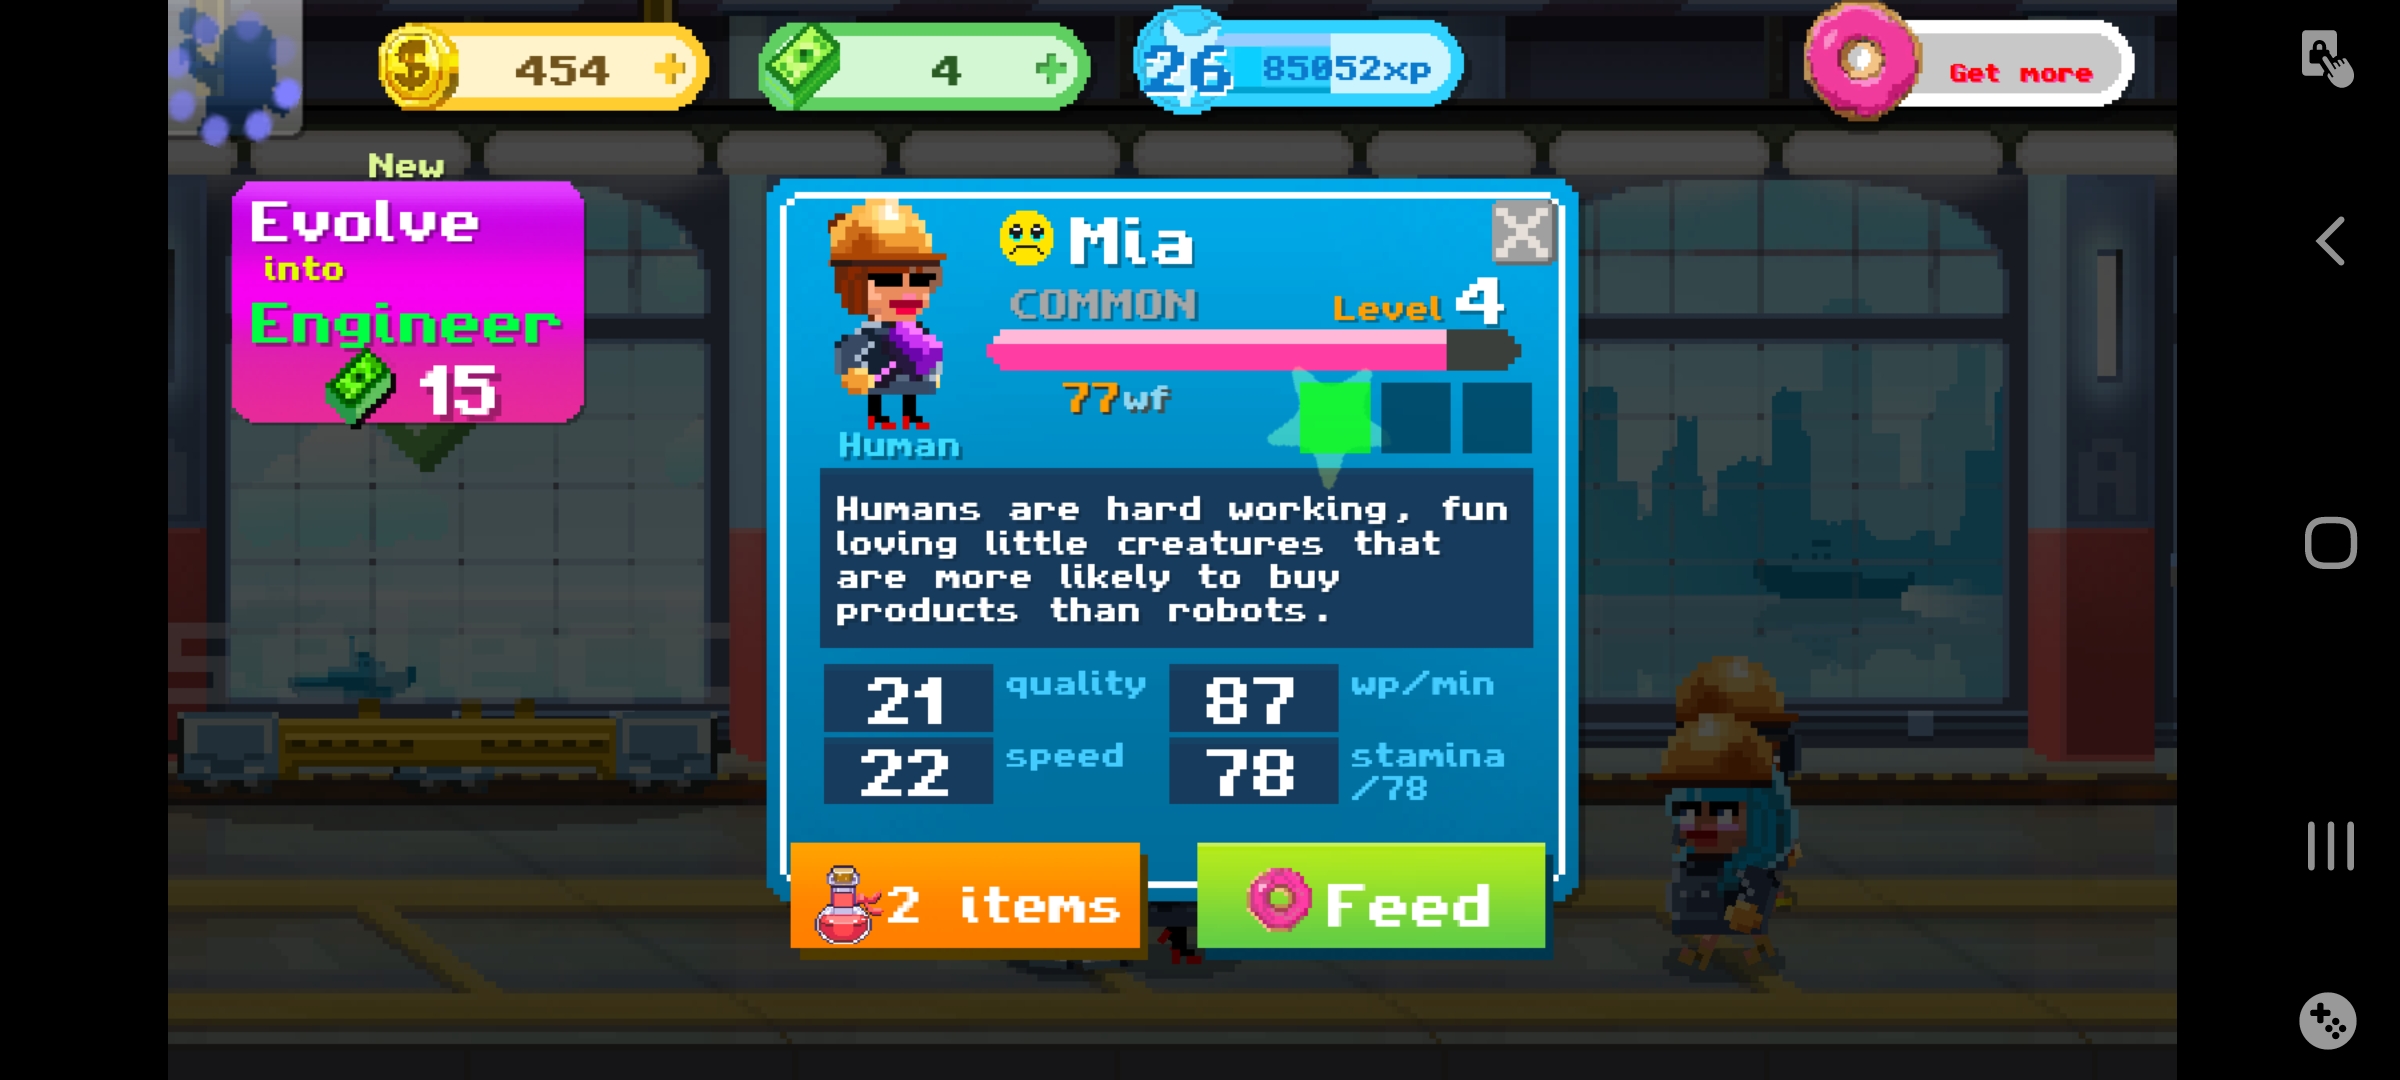 454
4
26
85052xp
Get more
New
Evolve
into
Engineer
15
Mia
COMMON
Level 4
77wf
Human
Humans are hard working, fun
loving little creatures that
are more likely to buy
products than robots.
21 quality
87 wp/min
22 speed
78 stamina
/78
2 items
Feed
A